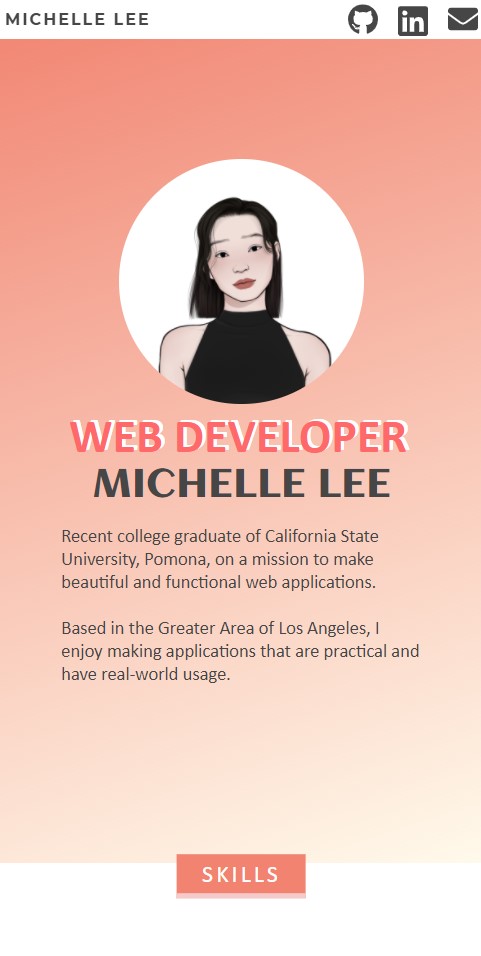 MICHELLE LEE
WEB DEVELOPER
MICHELLE LEE
Recent college graduate of California State
University, Pomona, on a mission to make
beautiful and functional web applications.
Based in the Greater Area of Los Angeles, I
enjoy making applications that are practical and
have real-world usage.
SKILLS